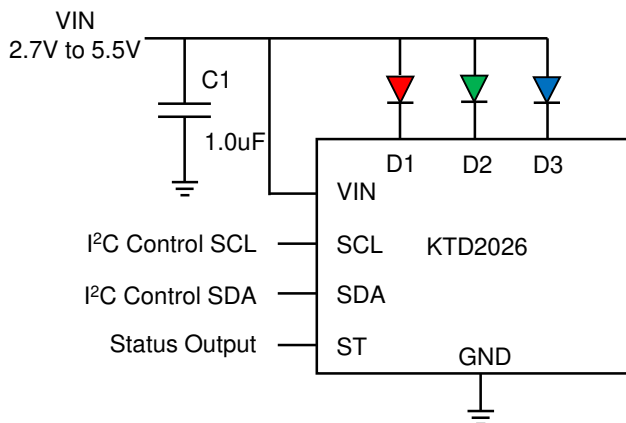 VIN
2.7V to 5.5V
C1
1.0uF
D1 D2 D3
VIN
I²C Control SCL
SCL
KTD2026
I²C Control SDA
SDA
Status Output
ST
GND